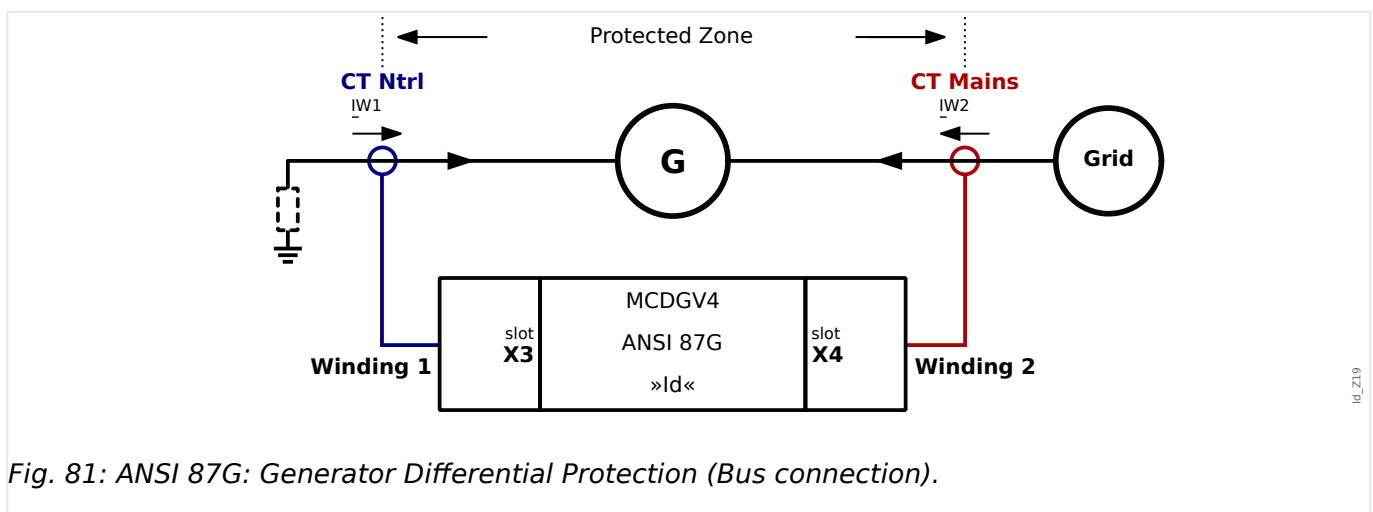 Protected Zone
CT Ntrl
CT Mains
IW1
IW2
G
Grid
MCDGV4
slot
X3
ANSI 87G
slot
X4
Winding 1
Winding 2
»Id«
Id_Z19
Fig. 81: ANSI 87G: Generator Differential Protection (Bus connection).